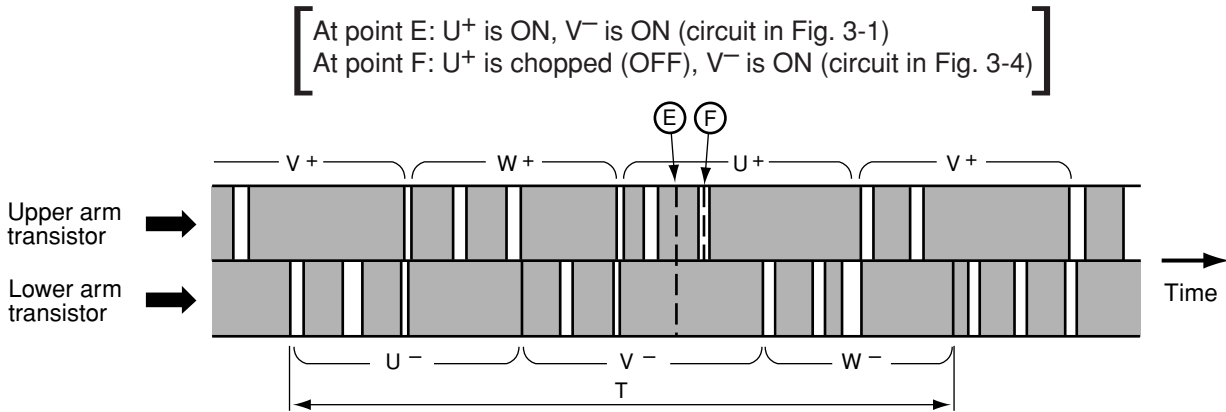 At point E: U+ is ON, V− is ON (circuit in Fig. 3-1)
At point F: U+ is chopped (OFF), V− is ON (circuit in Fig. 3-4)
E F
V+ W+ U+ V+
Upper arm
transistor
Lower arm
transistor
Time
U− V− W−
T